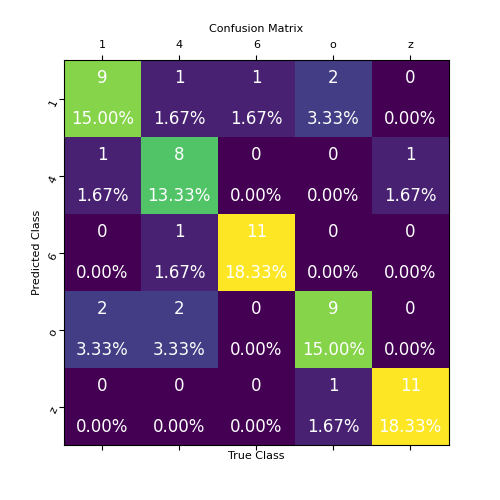 Confusion Matrix
1 4 6 o z
1 9 1 1 2 0
15.00% 1.67% 1.67% 3.33% 0.00%
4 1 8 0 0 1
1.67% 13.33% 0.00% 0.00% 1.67%
6 0 1 11 0 0
0.00% 1.67% 18.33% 0.00% 0.00%
o 2 2 0 9 0
3.33% 3.33% 0.00% 15.00% 0.00%
z 0 0 0 1 11
0.00% 0.00% 0.00% 1.67% 18.33%
Predicted Class
True Class